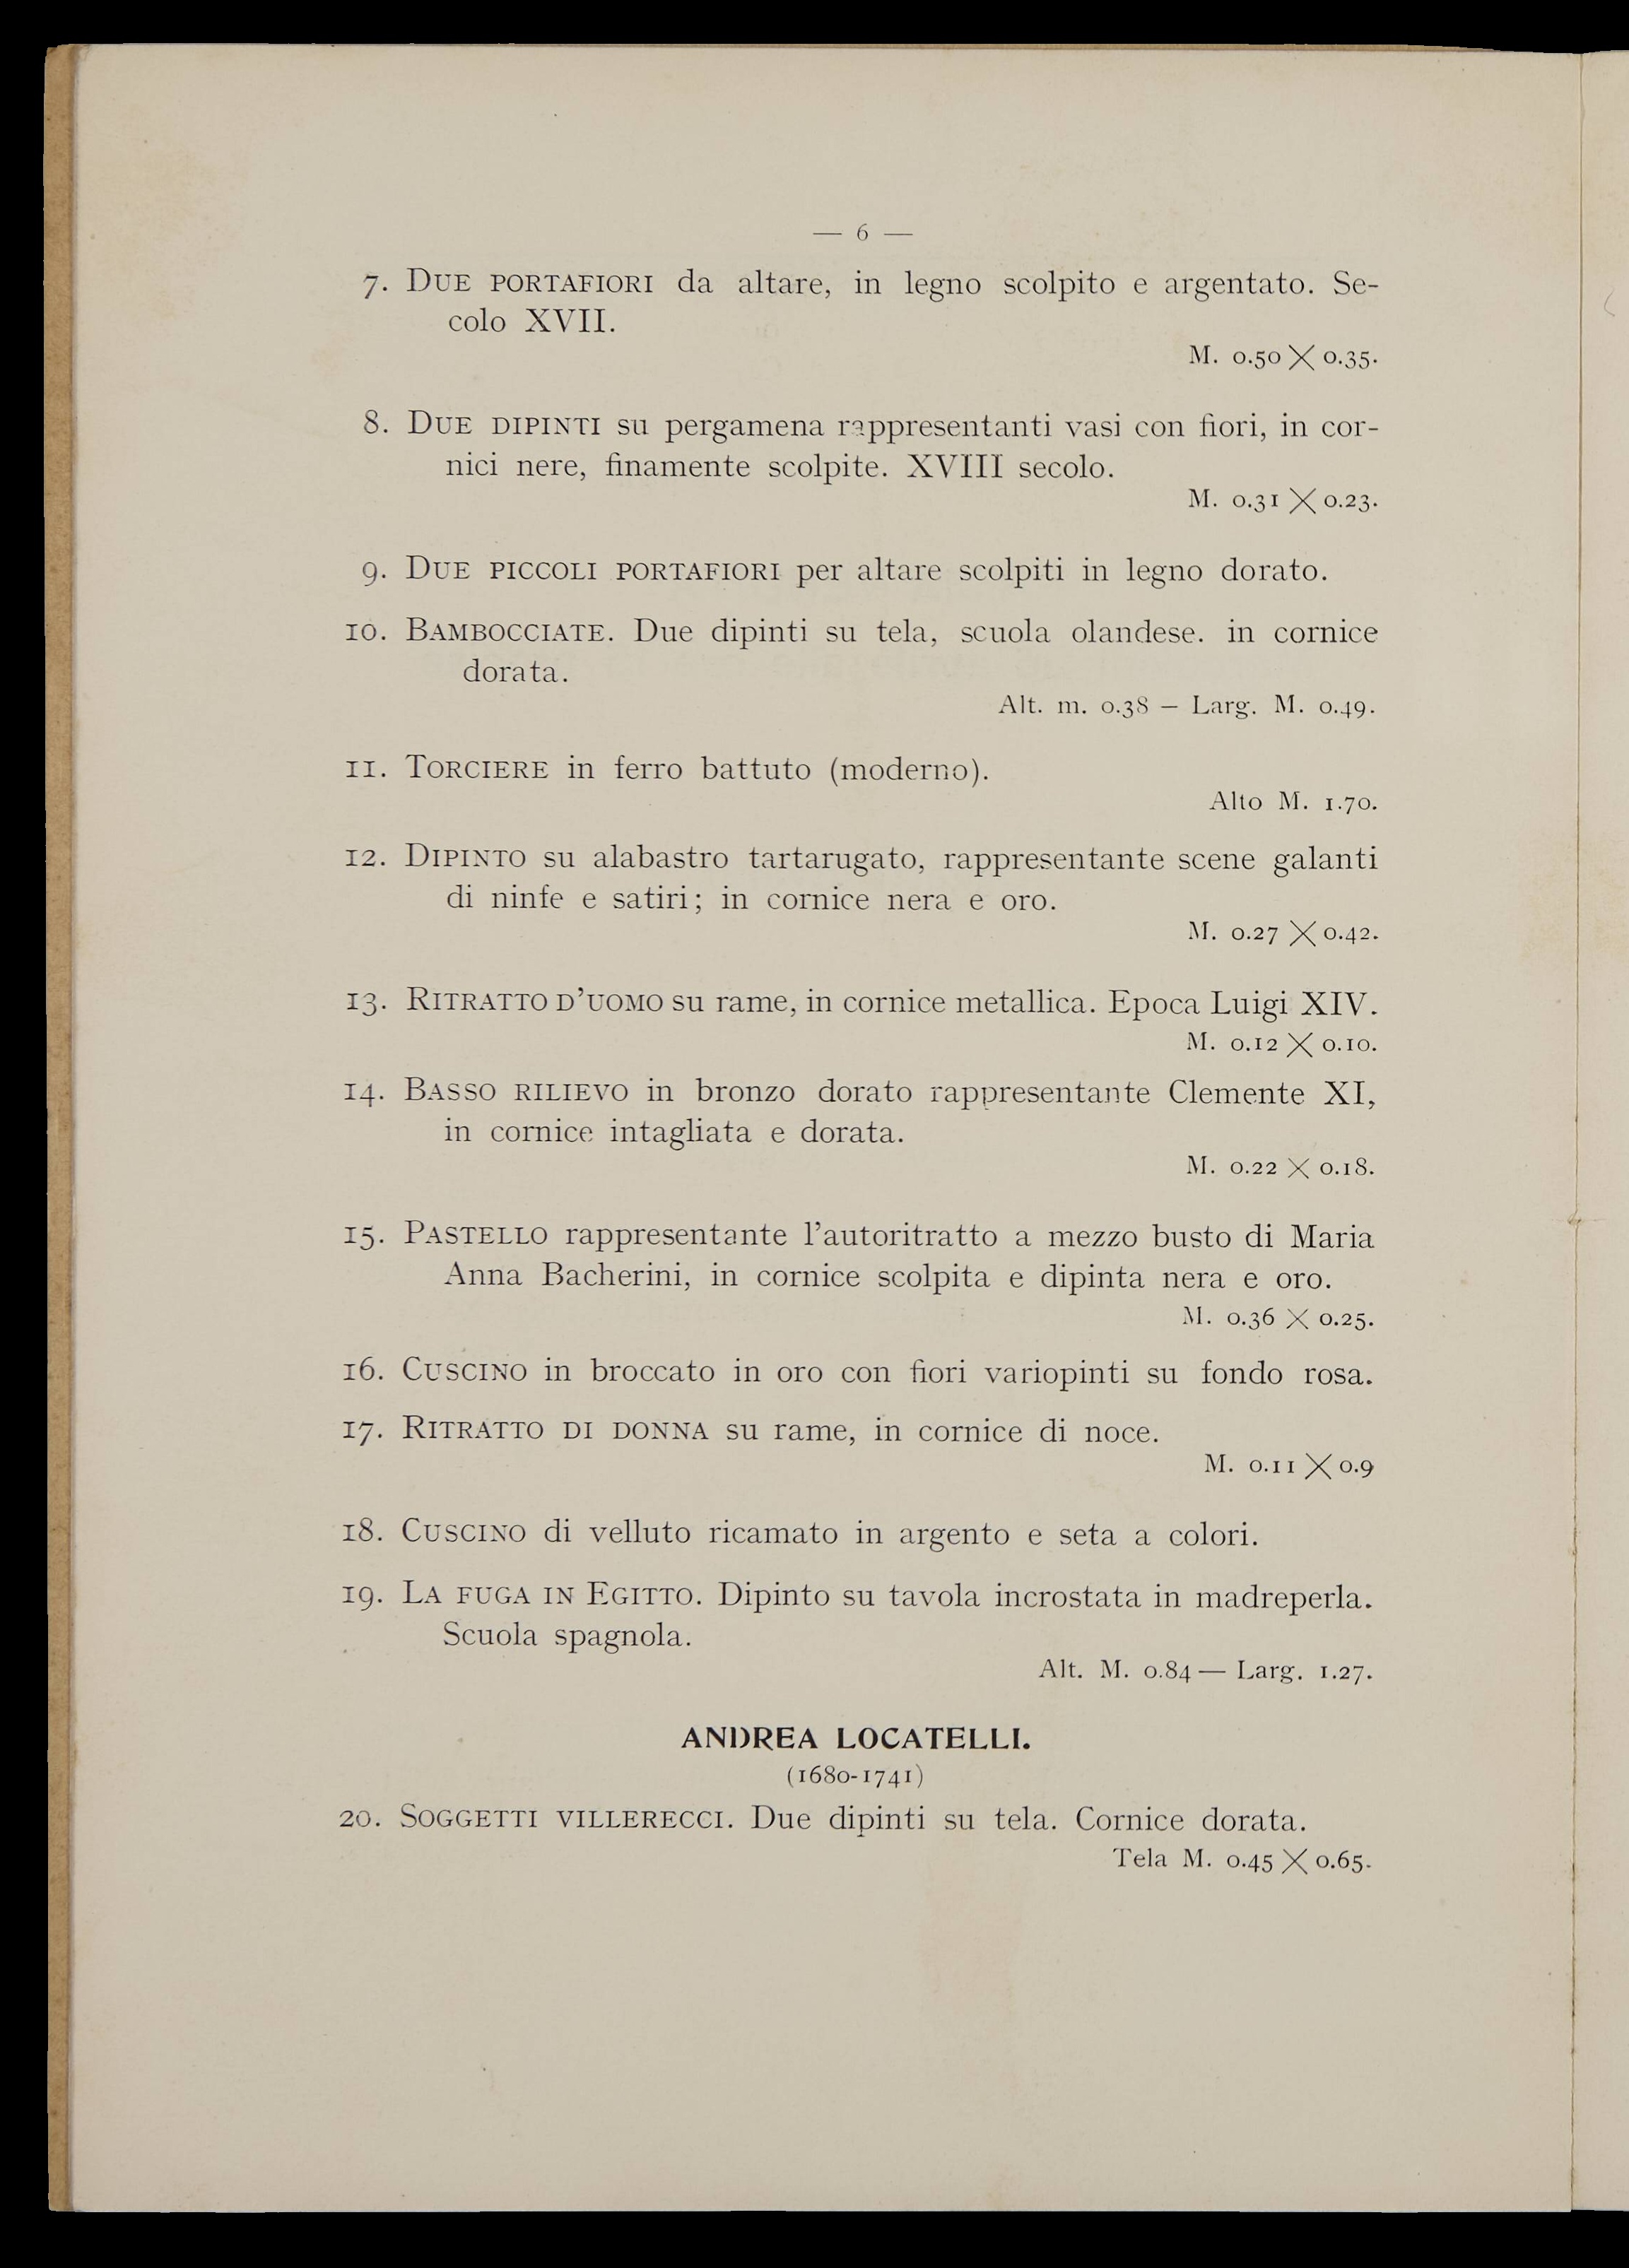 — 6 —
7. DUE PORTAFIORI da altare, in legno scolpito e argentato. Se-
colo XVII.
M. 0.50 X 0.35.
8. DUE DIPINTI su pergamena rappresentanti vasi con fiori, in cor-
nici nere, finamente scolpite. XVIII secolo.
M. 0.31 X 0.23.
9. DUE PICCOLI PORTAFIORI per altare scolpiti in legno dorato.
10. BAMBOCCIATE. Due dipinti su tela, scuola olandese. in cornice
dorata.
Alt. m. 0.38 — Larg. M. 0.49.
11. TORCIERE in ferro battuto (moderno).
Alto M. 1.70.
12. DIPINTO su alabastro tartarugato, rappresentante scene galanti
di ninfe e satiri; in cornice nera e oro.
M. 0.27 X 0.42.
13. RITRATTO D'UOMO su rame, in cornice metallica. Epoca Luigi XIV.
M. 0.12 X 0.10.
14. BASSO RILIEVO in bronzo dorato rappresentante Clemente XI,
in cornice intagliata e dorata.
M. 0.22 X 0.18.
15. PASTELLO rappresentante l'autoritratto a mezzo busto di Maria
Anna Bacherini, in cornice scolpita e dipinta nera e oro.
M. 0.36 X 0.25.
16. CUSCINO in broccato in oro con fiori variopinti su fondo rosa.
17. RITRATTO DI DONNA su rame, in cornice di noce.
M. 0.11 X 0.9
18. CUSCINO di velluto ricamato in argento e seta a colori.
19. LA FUGA IN EGITTO. Dipinto su tavola incrostata in madreperla.
Scuola spagnola.
Alt. M. 0.84 — Larg. 1.27.
ANDREA LOCATELLI.
(1680-1741)
20. SOGGETTI VILLERECCI. Due dipinti su tela. Cornice dorata.
Tela M. 0.45 X 0.65.